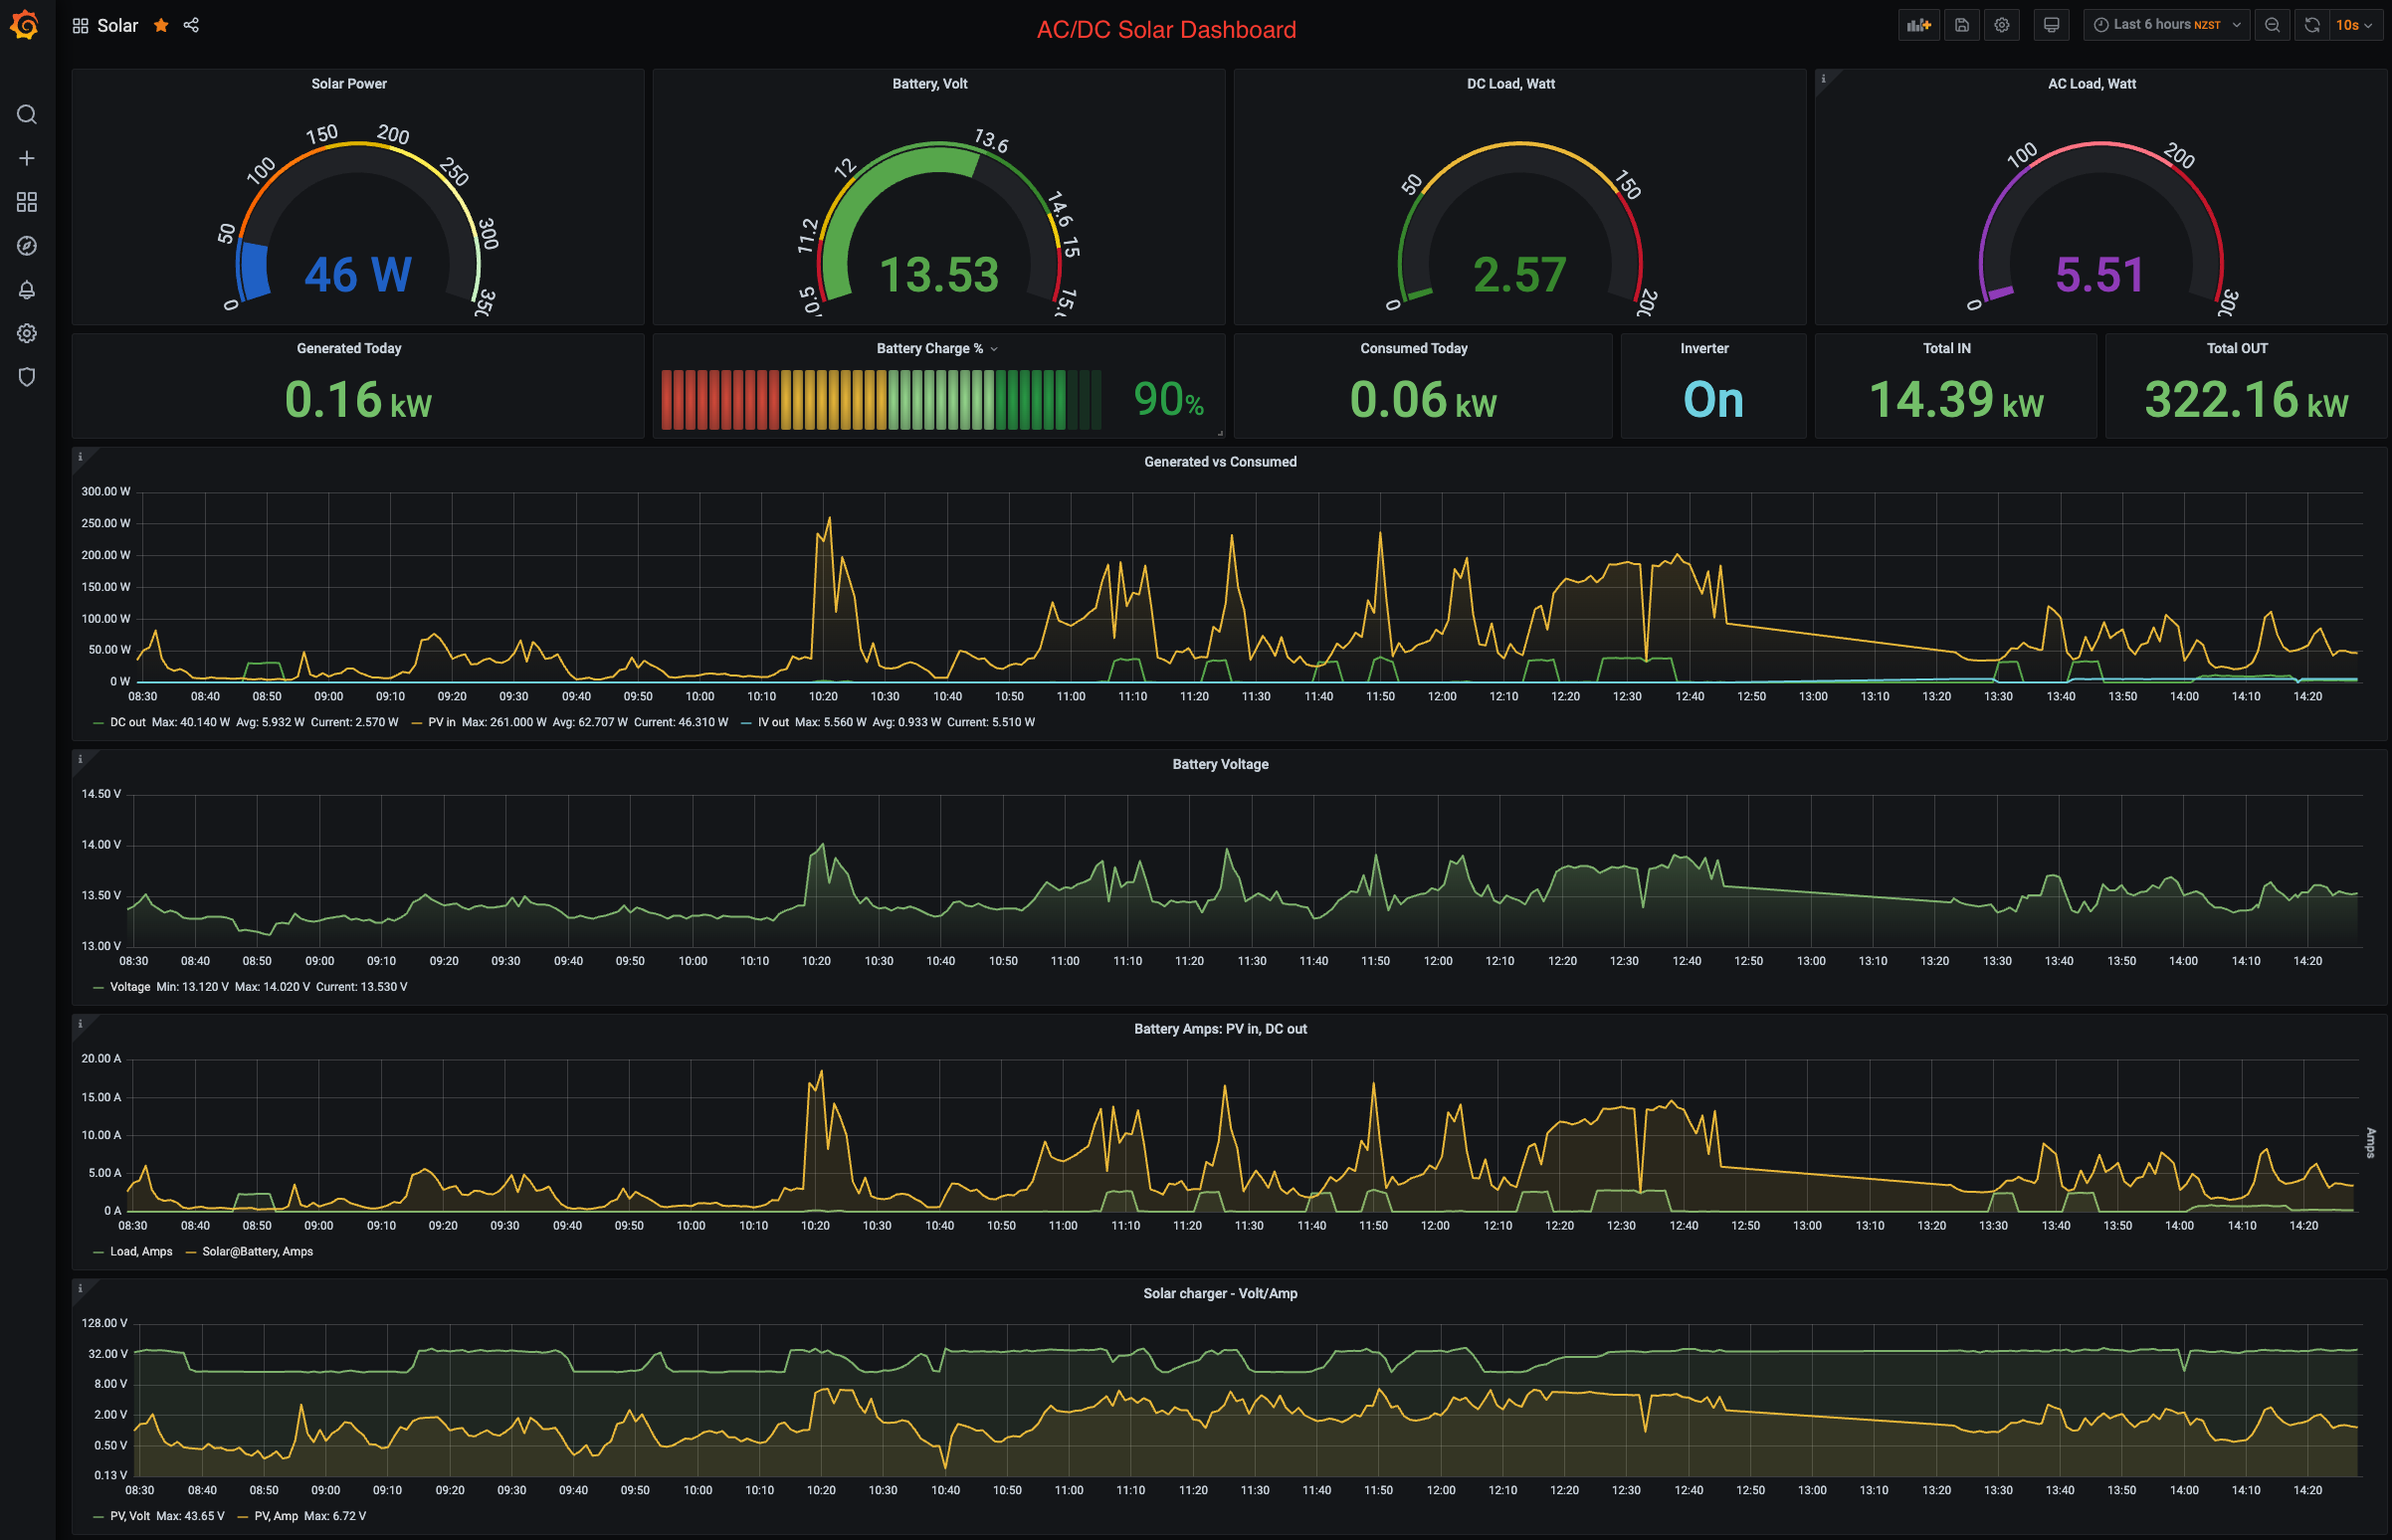 Solar
AC/DC Solar Dashboard
Last 6 hours NZST
10s
Solar Power
0 50 100 150 200 250 300 350
46 W
Battery, Volt
11.2 12 13.6 14.6 15
13.53
DC Load, Watt
0 50 150 200
2.57
AC Load, Watt
0 100 200 300
5.51
Generated Today
0.16 kW
Battery Charge %
90%
Consumed Today
0.06 kW
Inverter
On
Total IN
14.39 kW
Total OUT
322.16 kW
Generated vs Consumed
300.00 W
250.00 W
200.00 W
150.00 W
100.00 W
50.00 W
0 W
08:30 08:40 08:50 09:00 09:10 09:20 09:30 09:40 09:50 10:00 10:10 10:20 10:30 10:40 10:50 11:00 11:10 11:20 11:30 11:40 11:50 12:00 12:10 12:20 12:30 12:40 12:50 13:00 13:10 13:20 13:30 13:40 13:50 14:00 14:10 14:20
DC out Max: 40.140 W Avg: 5.932 W Current: 2.570 W PV in Max: 261.000 W Avg: 62.707 W Current: 46.310 W IV out Max: 5.560 W Avg: 0.933 W Current: 5.510 W
Battery Voltage
14.50 V
14.00 V
13.50 V
13.00 V
08:30 08:40 08:50 09:00 09:10 09:20 09:30 09:40 09:50 10:00 10:10 10:20 10:30 10:40 10:50 11:00 11:10 11:20 11:30 11:40 11:50 12:00 12:10 12:20 12:30 12:40 12:50 13:00 13:10 13:20 13:30 13:40 13:50 14:00 14:10 14:20
Voltage Min: 13.120 V Max: 14.020 V Current: 13.530 V
Battery Amps: PV in, DC out
20.00 A
15.00 A
10.00 A
5.00 A
0 A
Amps
08:30 08:40 08:50 09:00 09:10 09:20 09:30 09:40 09:50 10:00 10:10 10:20 10:30 10:40 10:50 11:00 11:10 11:20 11:30 11:40 11:50 12:00 12:10 12:20 12:30 12:40 12:50 13:00 13:10 13:20 13:30 13:40 13:50 14:00 14:10 14:20
Load, Amps Solar@Battery, Amps
Solar charger - Volt/Amp
128.00 V
32.00 V
8.00 V
2.00 V
0.50 V
0.13 V
08:30 08:40 08:50 09:00 09:10 09:20 09:30 09:40 09:50 10:00 10:10 10:20 10:30 10:40 10:50 11:00 11:10 11:20 11:30 11:40 11:50 12:00 12:10 12:20 12:30 12:40 12:50 13:00 13:10 13:20 13:30 13:40 13:50 14:00 14:10 14:20
PV, Volt Max: 43.65 V PV, Amp Max: 6.72 V